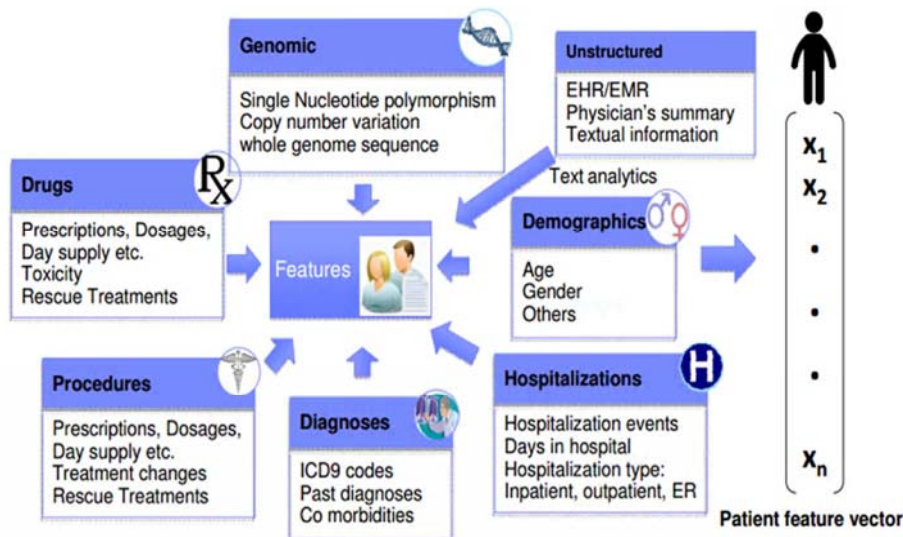 Genomic
Single Nucleotide polymorphism
Copy number variation
whole genome sequence
Unstructured
EHR/EMR
Physician's summary
Textual information
Text analytics
Drugs
Rx
Prescriptions, Dosages,
Day supply etc.
Toxicity
Rescue Treatments
Features
Demographics
Age
Gender
Others
Procedures
Prescriptions, Dosages,
Day supply etc.
Treatment changes
Rescue Treatments
Diagnoses
ICD9 codes
Past diagnoses
Co morbidities
Hospitalizations
H
Hospitalization events
Days in hospital
Hospitalization type:
Inpatient, outpatient, ER
x1
x2
.
.
.
xn
Patient feature vector